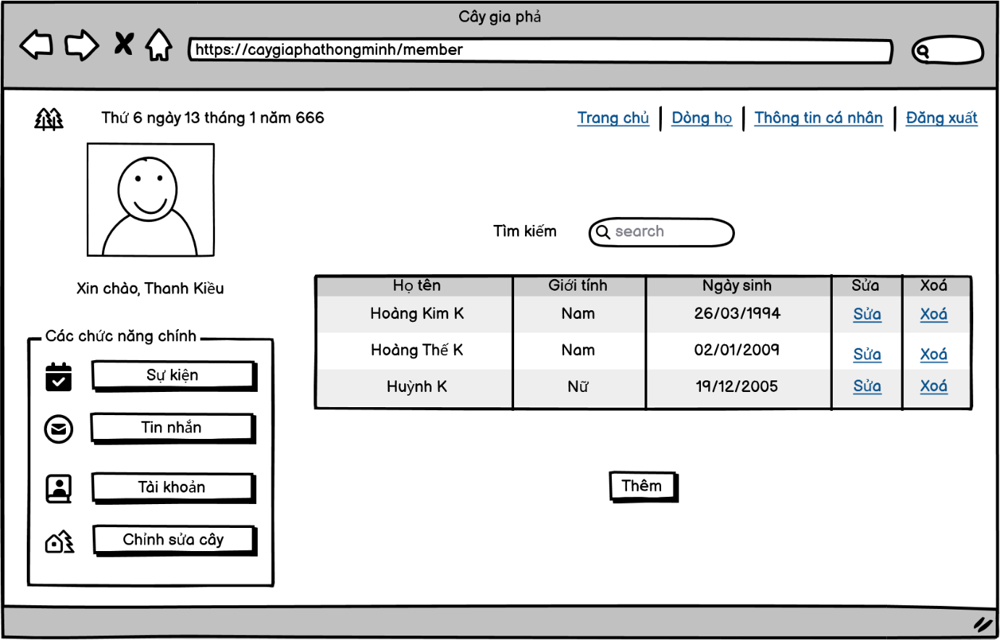 Cây gia phả
https://caygiaphathongminh/member
Thứ 6 ngày 13 tháng 1 năm 666
Trang chủ Dòng họ Thông tin cá nhân Đăng xuất
Tìm kiếm search
Xin chào, Thanh Kiều
Họ tên Giới tính Ngày sinh Sửa Xoá
Hoàng Kim K Nam 26/03/1994 Sửa Xoá
Hoàng Thế K Nam 02/01/2009 Sửa Xoá
Huỳnh K Nữ 19/12/2005 Sửa Xoá
Các chức năng chính
Sự kiện
Tin nhắn
Tài khoản
Chỉnh sửa cây
Thêm